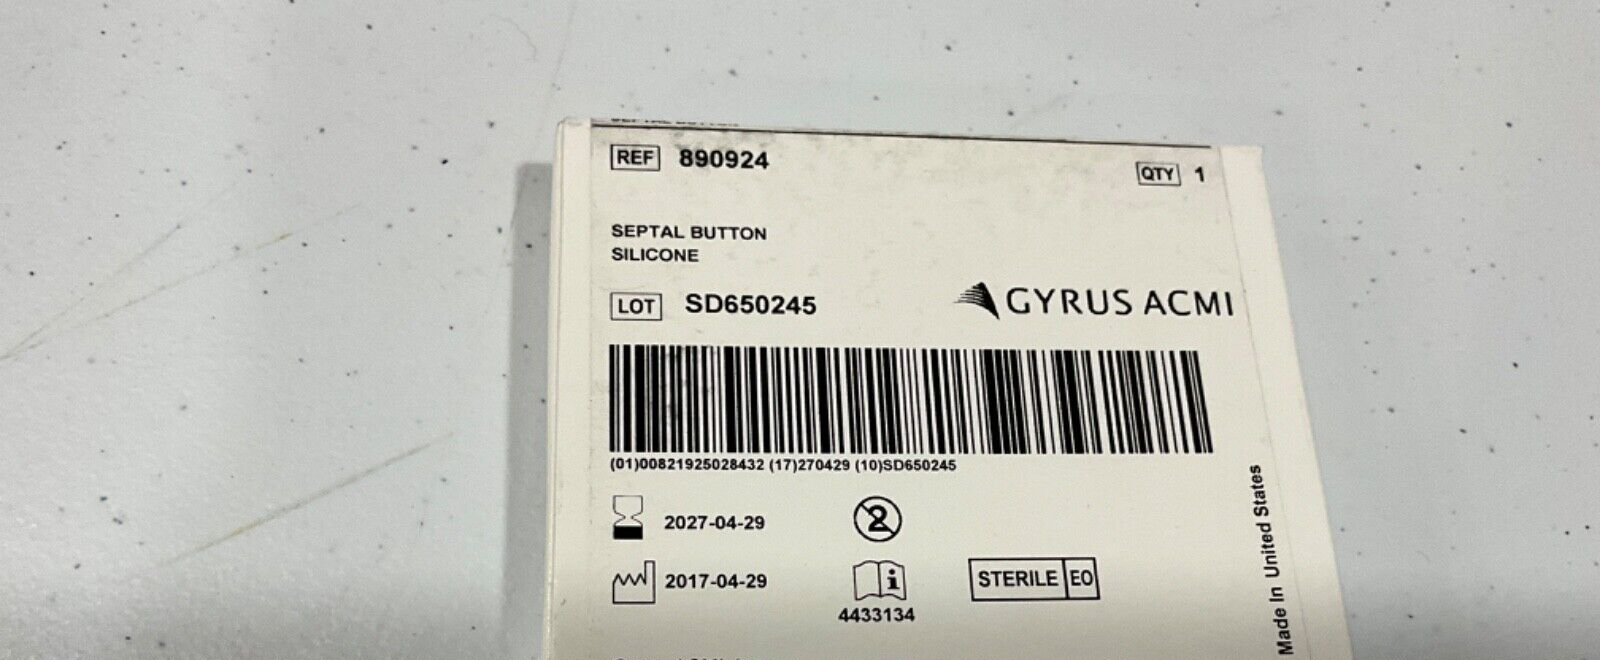 REF 890924
QTY 1
SEPTAL BUTTON
SILICONE
LOT SD650245
GYRUS ACMI
(01)00821925028432 (17)270429 (10)SD650245
2027-04-29
2
2017-04-29
i
STERILE EO
4433134
Made In United States